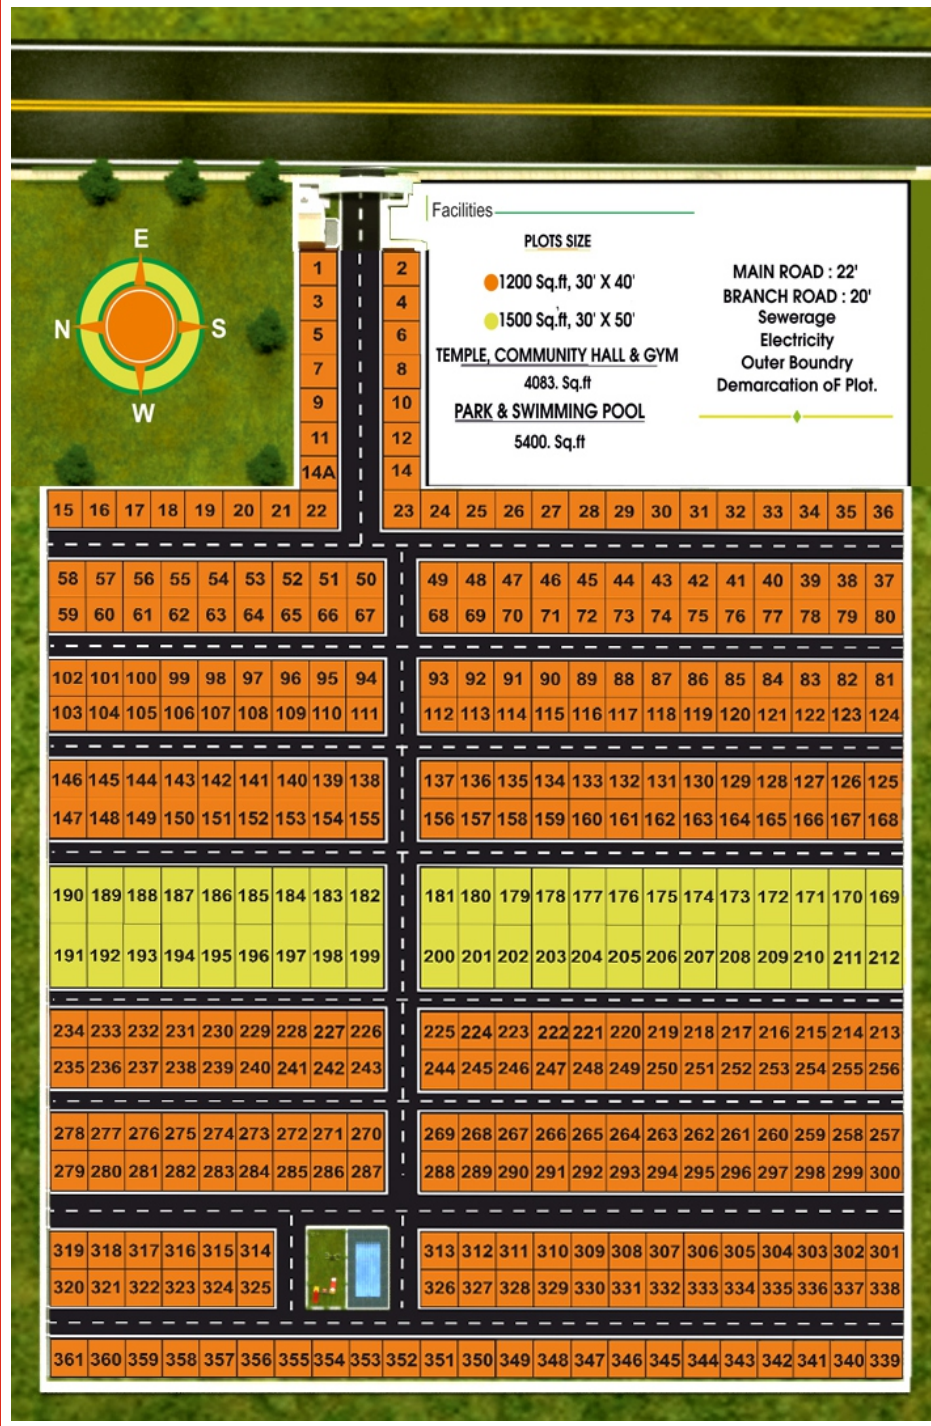 Facilities
PLOTS SIZE
1200 Sq.ft, 30' X 40'
1500 Sq.ft, 30' X 50'
TEMPLE, COMMUNITY HALL & GYM
4083. Sq.ft
PARK & SWIMMING POOL
5400. Sq.ft
MAIN ROAD : 22'
BRANCH ROAD : 20'
Sewerage
Electricity
Outer Boundry
Demarcation oF Plot.
E
N S
W
1 2
3 4
5 6
7 8
9 10
11 12
14A 14
15 16 17 18 19 20 21 22 23 24 25 26 27 28 29 30 31 32 33 34 35 36
58 57 56 55 54 53 52 51 50 49 48 47 46 45 44 43 42 41 40 39 38 37
59 60 61 62 63 64 65 66 67 68 69 70 71 72 73 74 75 76 77 78 79 80
102 101 100 99 98 97 96 95 94 93 92 91 90 89 88 87 86 85 84 83 82 81
103 104 105 106 107 108 109 110 111 112 113 114 115 116 117 118 119 120 121 122 123 124
146 145 144 143 142 141 140 139 138 137 136 135 134 133 132 131 130 129 128 127 126 125
147 148 149 150 151 152 153 154 155 156 157 158 159 160 161 162 163 164 165 166 167 168
190 189 188 187 186 185 184 183 182 181 180 179 178 177 176 175 174 173 172 171 170 169
191 192 193 194 195 196 197 198 199 200 201 202 203 204 205 206 207 208 209 210 211 212
234 233 232 231 230 229 228 227 226 225 224 223 222 221 220 219 218 217 216 215 214 213
235 236 237 238 239 240 241 242 243 244 245 246 247 248 249 250 251 252 253 254 255 256
278 277 276 275 274 273 272 271 270 269 268 267 266 265 264 263 262 261 260 259 258 257
279 280 281 282 283 284 285 286 287 288 289 290 291 292 293 294 295 296 297 298 299 300
319 318 317 316 315 314 313 312 311 310 309 308 307 306 305 304 303 302 301
320 321 322 323 324 325 326 327 328 329 330 331 332 333 334 335 336 337 338
361 360 359 358 357 356 355 354 353 352 351 350 349 348 347 346 345 344 343 342 341 340 339